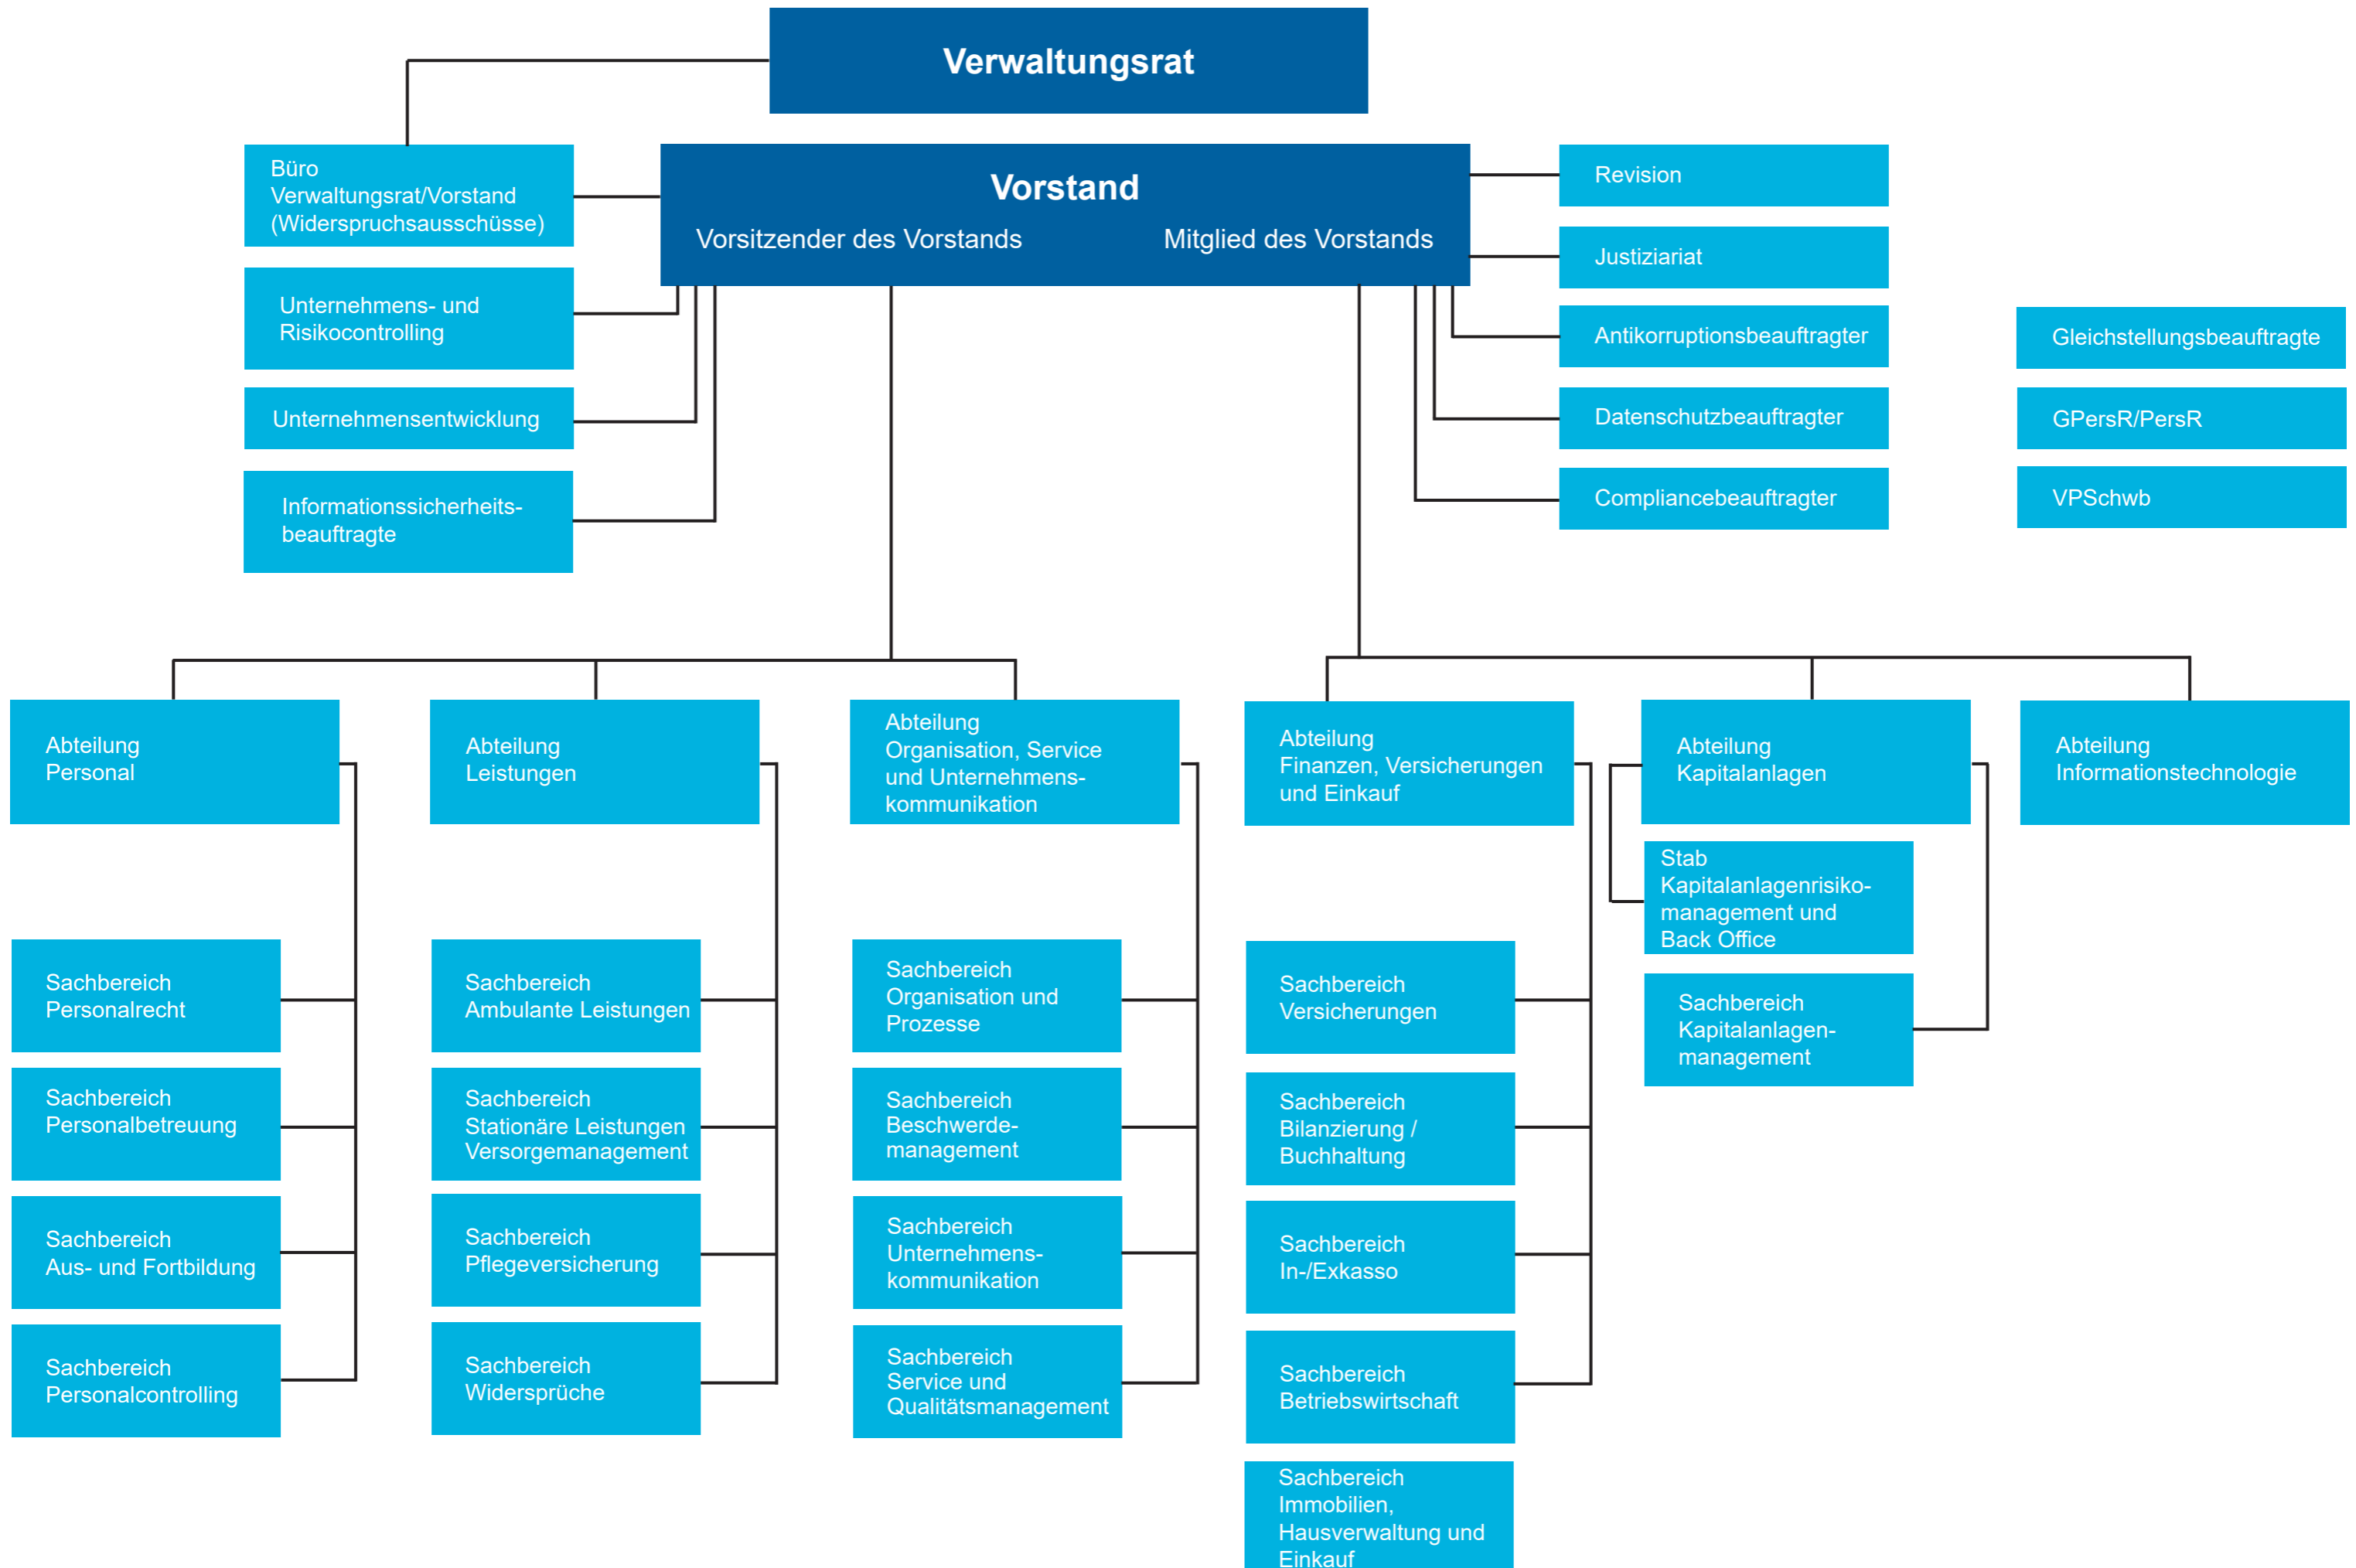 Verwaltungsrat
Büro
Verwaltungsrat/Vorstand
(Widerspruchsausschüsse)
Vorstand
Vorsitzender des Vorstands
Mitglied des Vorstands
Revision
Justiziariat
Unternehmens- und
Risikocontrolling
Antikorruptionsbeauftragter
Gleichstellungsbeauftragte
Unternehmensentwicklung
Datenschutzbeauftragter
GPersR/PersR
Informationssicherheits-
beauftragte
Compliancebeauftragter
VPSchwb
Abteilung
Personal
Abteilung
Leistungen
Abteilung
Organisation, Service
und Unternehmens-
kommunikation
Abteilung
Finanzen, Versicherungen
und Einkauf
Abteilung
Kapitalanlagen
Abteilung
Informationstechnologie
Stab
Kapitalanlagenrisiko-
management und
Back Office
Sachbereich
Personalrecht
Sachbereich
Ambulante Leistungen
Sachbereich
Organisation und
Prozesse
Sachbereich
Versicherungen
Sachbereich
Kapitalanlagen-
management
Sachbereich
Personalbetreuung
Sachbereich
Stationäre Leistungen
Versorgemanagement
Sachbereich
Beschwerde-
management
Sachbereich
Bilanzierung /
Buchhaltung
Sachbereich
Aus- und Fortbildung
Sachbereich
Pflegeversicherung
Sachbereich
Unternehmens-
kommunikation
Sachbereich
In-/Exkasso
Sachbereich
Personalcontrolling
Sachbereich
Widersprüche
Sachbereich
Service und
Qualitätsmanagement
Sachbereich
Betriebswirtschaft
Sachbereich
Immobilien,
Hausverwaltung und
Einkauf